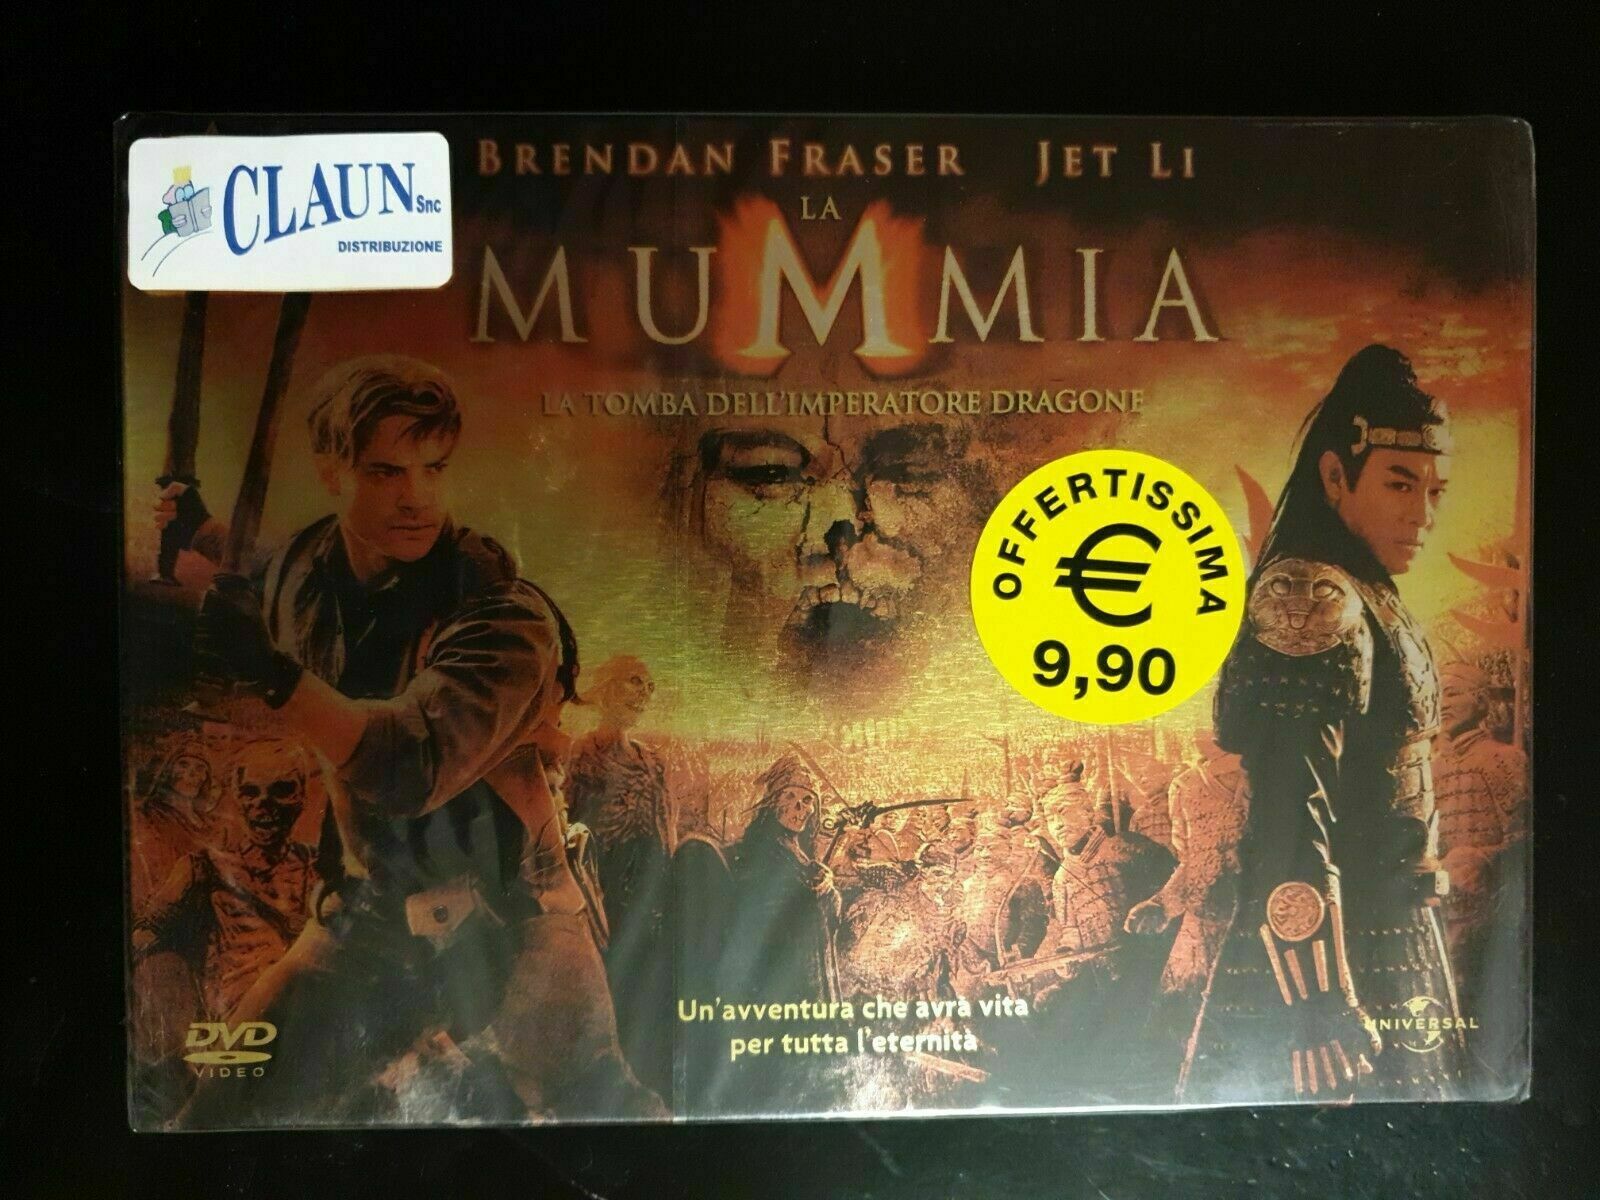 CLAUN Snc
DISTRIBUZIONE
BRENDAN FRASER JET LI
LA
MUMMIA
LA TOMBA DELL'IMPERATORE DRAGONE
OFFERTISSIMA
€
9,90
Un'avventura che avrà vita
per tutta l'eternità
DVD
VIDEO
UNIVERSAL